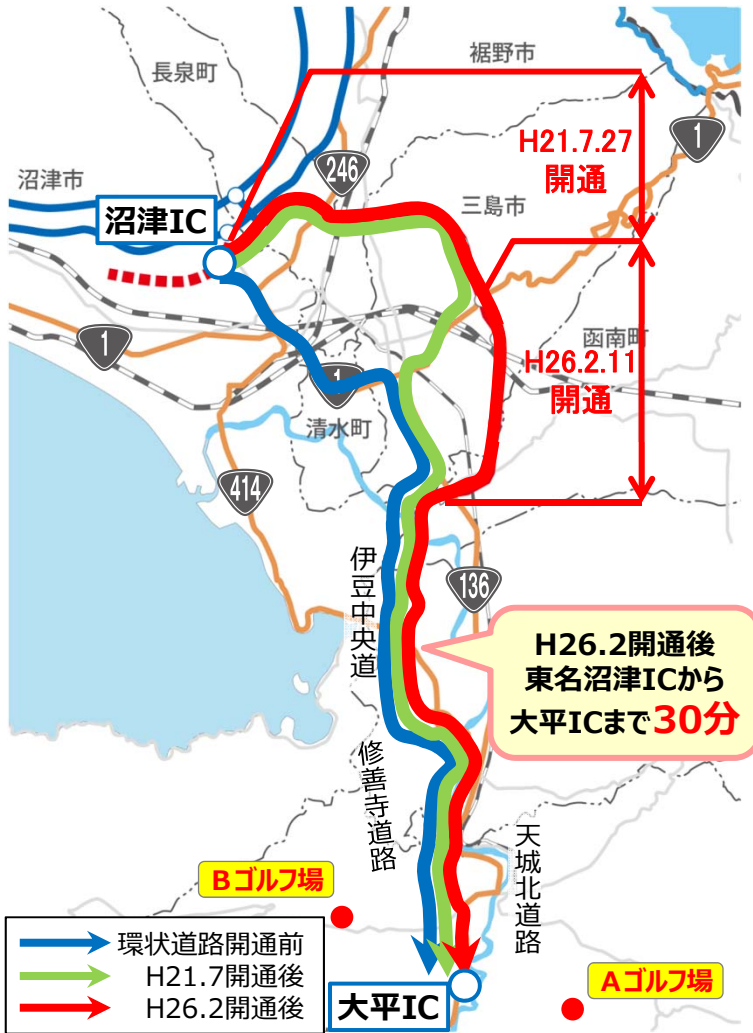 裾野市
長泉町
H21.7.27
開通
1
246
沼津市
沼津IC
三島市
函南町
H26.2.11
開通
1
1
清水町
414
伊豆中央道
136
H26.2開通後
東名沼津ICから
大平ICまで30分
修善寺道路
天城北道路
Bゴルフ場
環状道路開通前
H21.7開通後
H26.2開通後
大平IC
Aゴルフ場